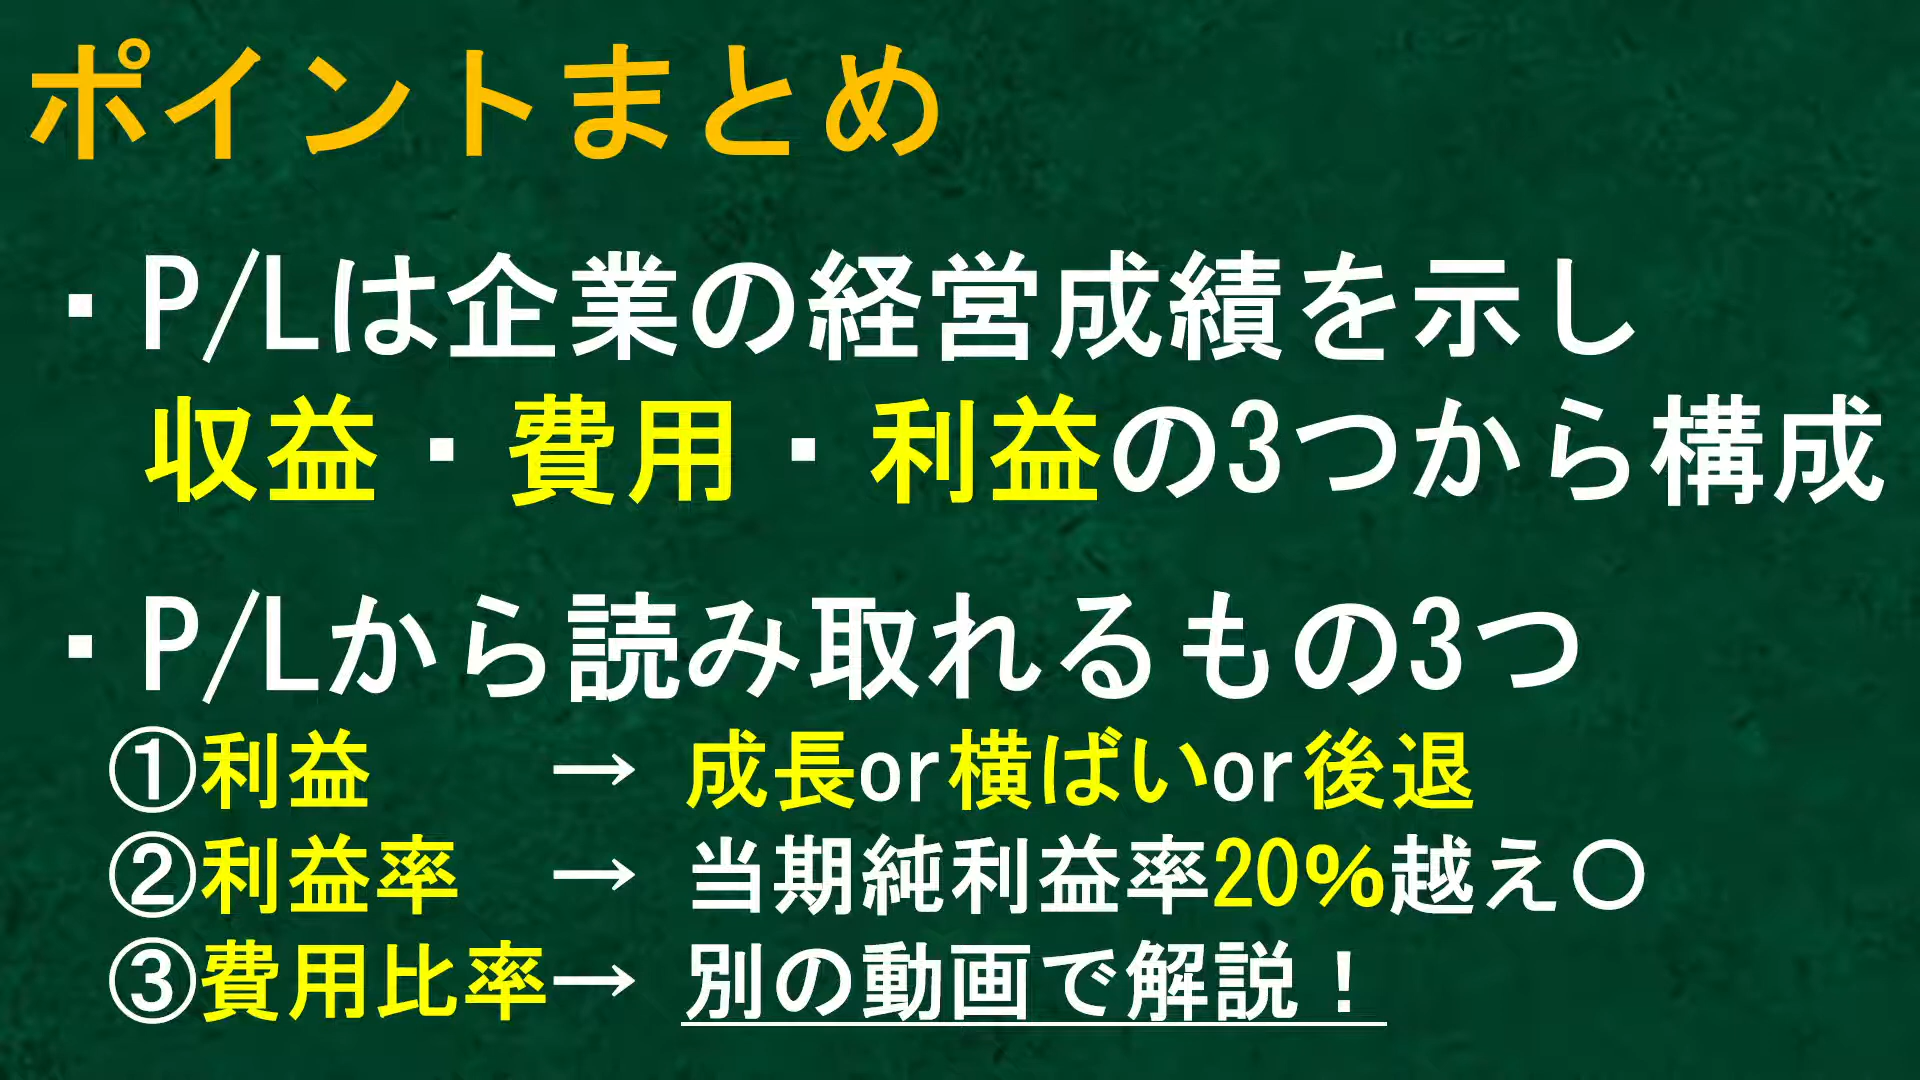 ポイントまとめ
・P/Lは企業の経営成績を示し
収益・費用・利益の3つから構成
・P/Lから読み取れるもの3つ
①利益 → 成長or横ばいor後退
②利益率 → 当期純利益率20%越え〇
③費用比率→ 別の動画で解説！